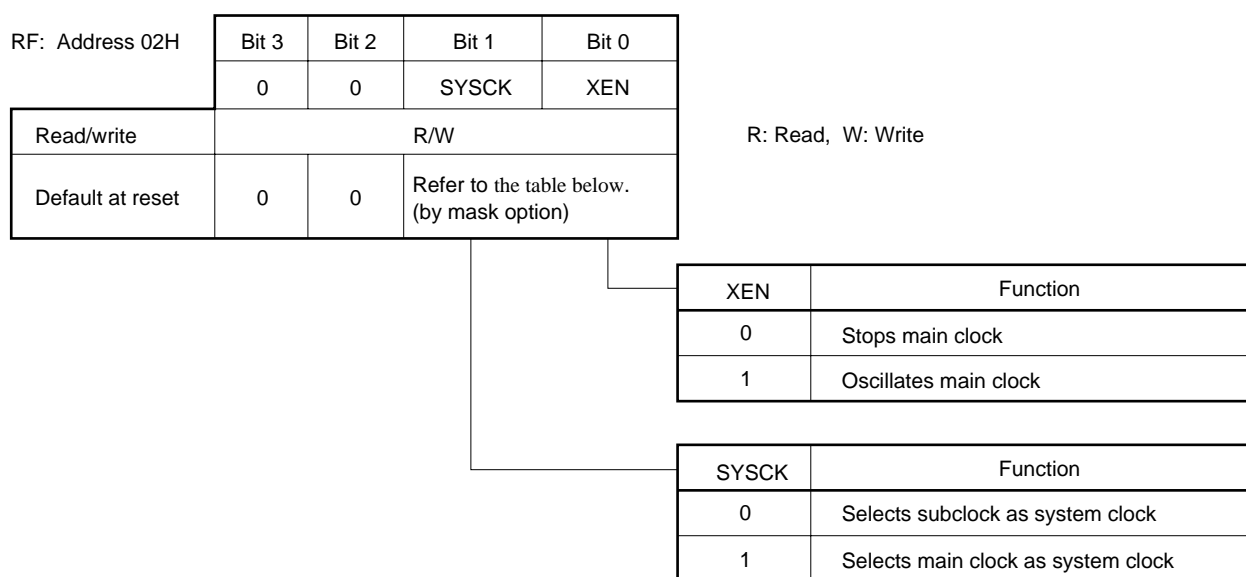 RF: Address 02H Bit 3 Bit 2 Bit 1 Bit 0
0 0 SYSCK XEN
Read/write R/W R: Read, W: Write
Default at reset 0 0 Refer to the table below.
(by mask option)
XEN Function
0 Stops main clock
1 Oscillates main clock
SYSCK Function
0 Selects subclock as system clock
1 Selects main clock as system clock